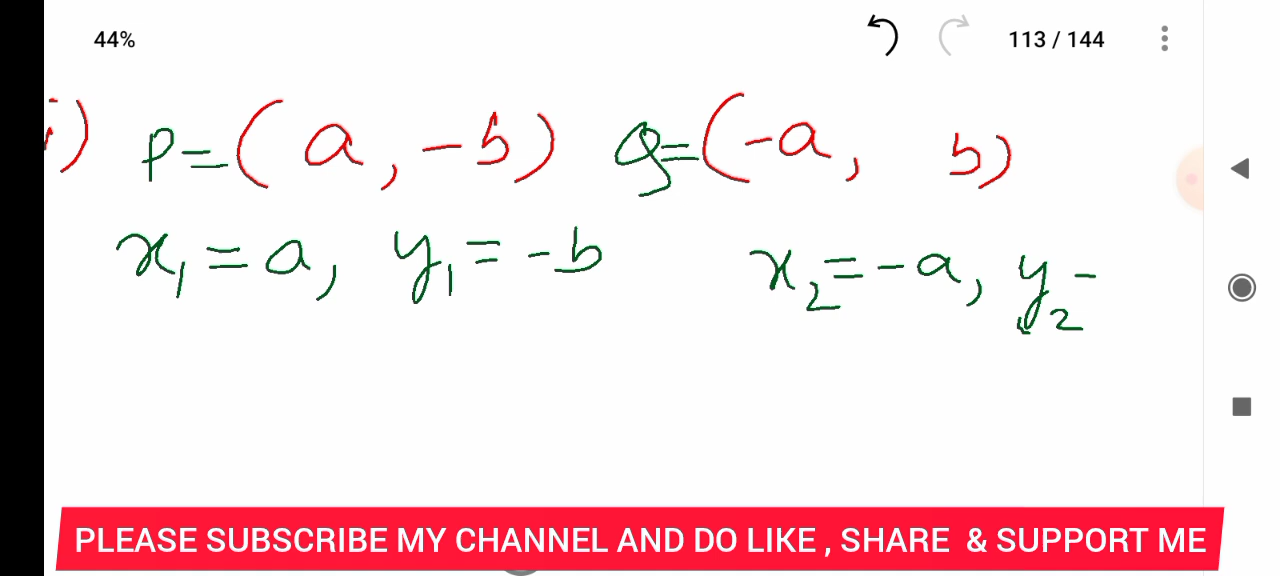 44% 113 / 144
i) P = (a, -b) Q = (-a, b)
x₁ = a, y₁ = -b x₂ = -a, y₂ -
PLEASE SUBSCRIBE MY CHANNEL AND DO LIKE , SHARE & SUPPORT ME